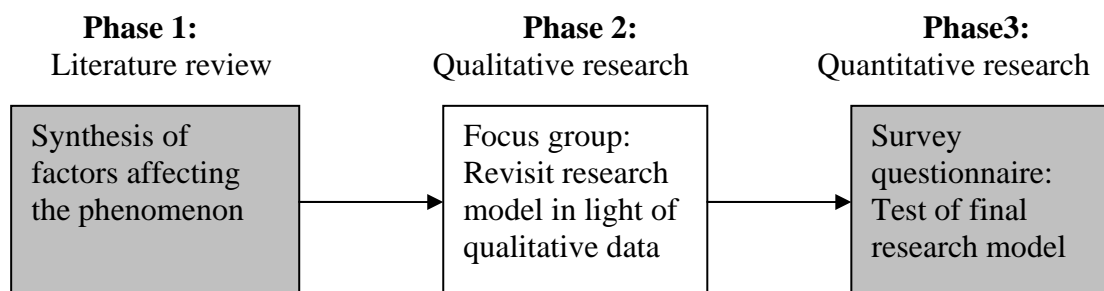 Phase 1:
Literature review
Synthesis of
factors affecting
the phenomenon
Phase 2:
Qualitative research
Focus group:
Revisit research
model in light of
qualitative data
Phase3:
Quantitative research
Survey
questionnaire:
Test of final
research model